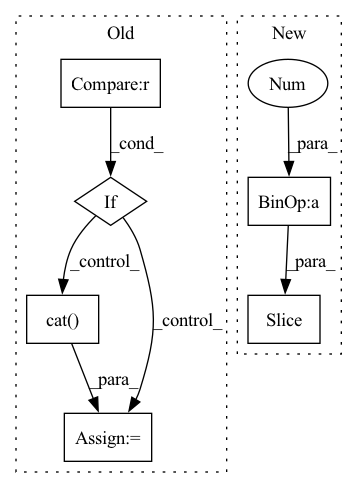 Old
New
Compare:r
Num
_cond_
_para_
If
BinOp:a
_control_
_para_
cat()
_control_
Slice
_para_
Assign:=